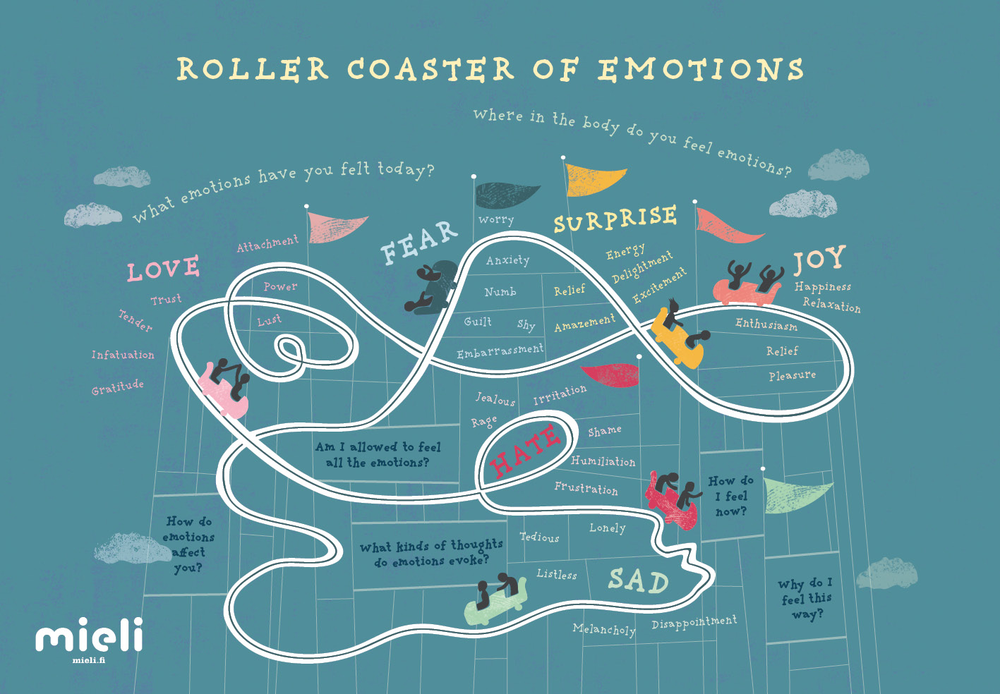 ROLLER COASTER OF EMOTIONS
Where in the body do you feel emotions?
What emotions have you felt today?
LOVE
Attachment
Power
Trust
Tender
Lust
Infatuation
Gratitude
FEAR
Worry
Anxiety
Numb
Guilt
Shy
Embarrassment
SURPRISE
Energy
Delightment
Excitement
Relief
Amazement
JOY
Happiness
Relaxation
Enthusiasm
Relief
Pleasure
HATE
Jealous
Irritation
Rage
Shame
Humiliation
Frustration
Am I allowed to feel
all the emotions?
How do
I feel
now?
How do
emotions
affect
you?
What kinds of thoughts
do emotions evoke?
SAD
Tedious
Lonely
Listless
Melancholy
Disappointment
Why do I
feel this
way?
mieli
mieli.fi